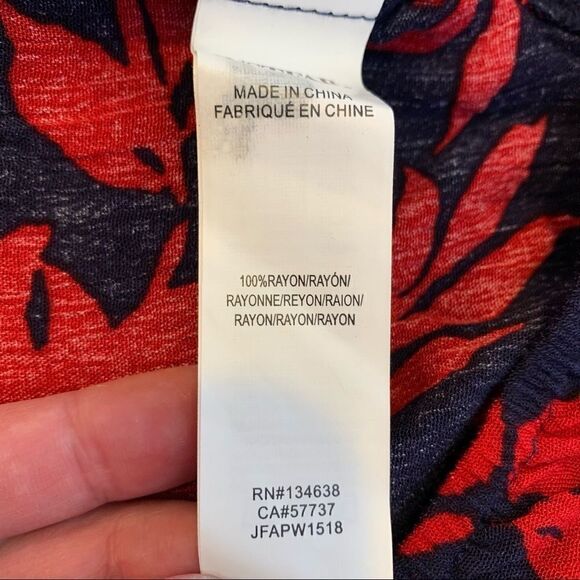 MADE IN CHINA
FABRIQUÉ EN CHINE
100%RAYON/RAYÓN/
RAYONNE/REYON/RAION/
RAYON/RAYON/RAYON
RN#134638
CA#57737
JFAPW1518